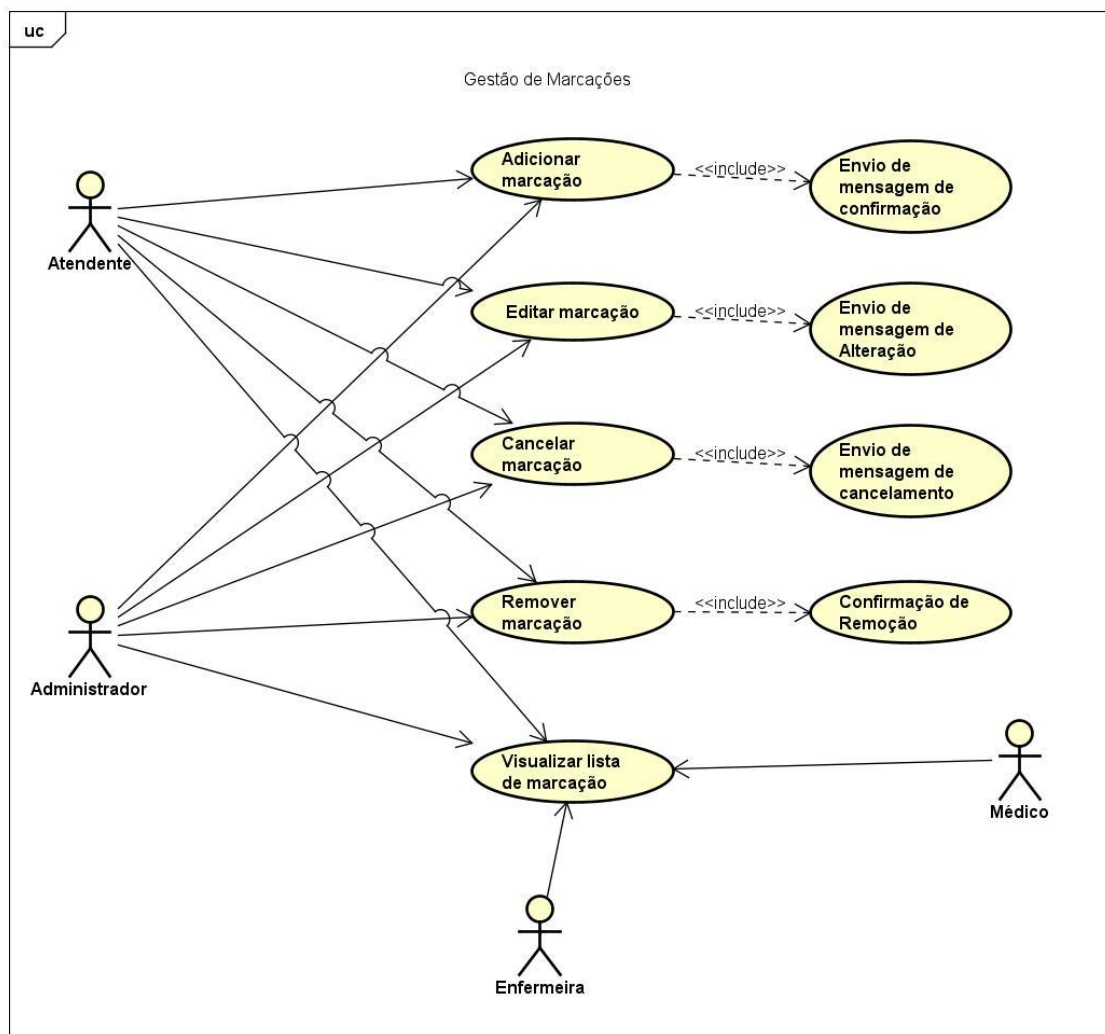 uc
Gestão de Marcações
Adicionar
marcação
<<include>>
Envio de
mensagem de
confirmação
Atendente
Editar marcação
<<include>>
Envio de
mensagem de
Alteração
Cancelar
marcação
<<include>>
Envio de
mensagem de
cancelamento
Remover
marcação
<<include>>
Confirmação de
Remoção
Administrador
Visualizar lista
de marcação
Médico
Enfermeira